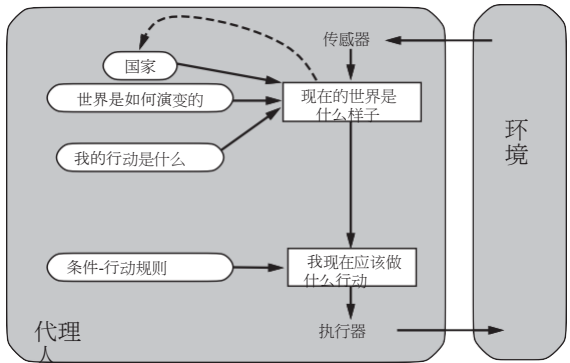 传感器
国家
世界是如何演变的
现在的世界是
什么样子
我的行动是什么
环
境
条件-行动规则
我现在应该做
什么行动
代理
人
执行器